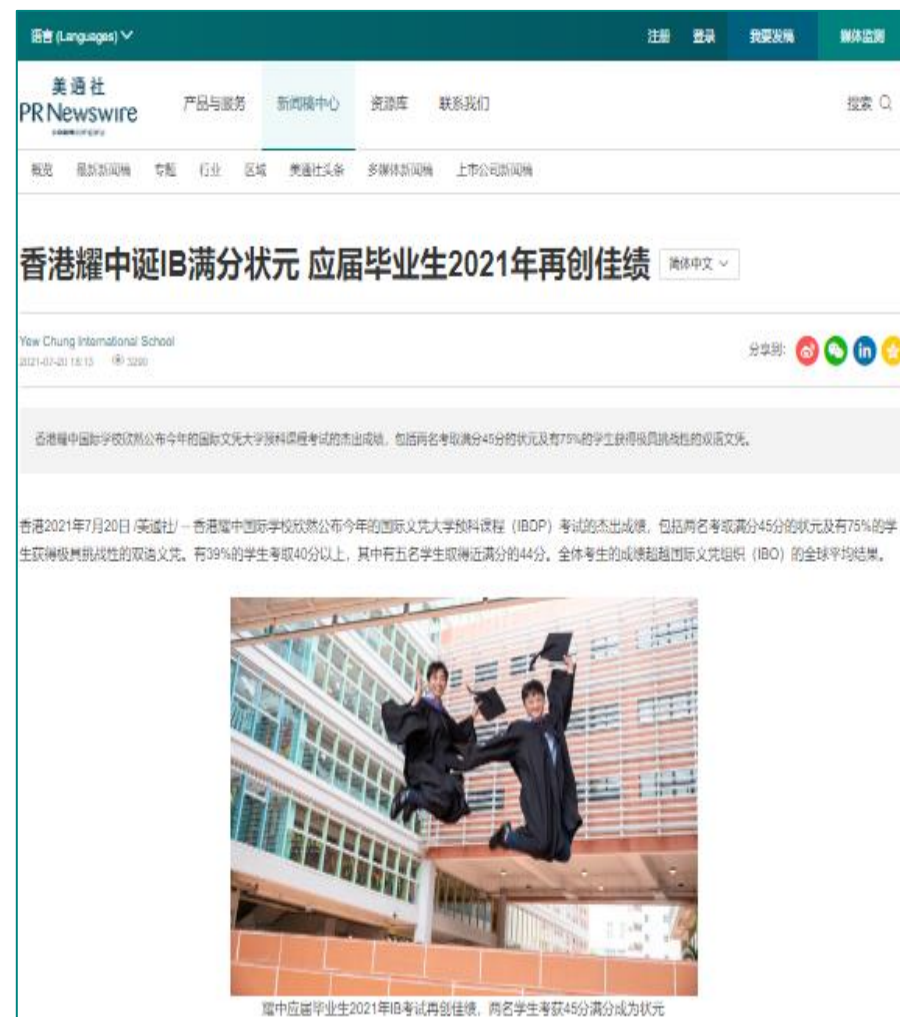 语言 (Languages)
注册 登录 我要发稿 媒体监测
美通社
PR Newswire
产品与服务 新闻稿中心 资源库 联系我们
搜索
概览 最新新闻稿 专题 行业 区域 美通社头条 多媒体新闻稿 上市公司新闻稿
香港耀中诞IB满分状元 应届毕业生2021年再创佳绩 简体中文
Yew Chung International School
2021-07-20 18:13 3290
分享到:
in
香港耀中国际学校欣然公布今年的国际文凭大学预科课程考试的杰出成绩，包括两名考取满分45分的状元及有75%的学生获得极具挑战性的双语文凭。
香港2021年7月20日 /美通社/ -- 香港耀中国际学校欣然公布今年的国际文凭大学预科课程（IBDP）考试的杰出成绩，包括两名考取满分45分的状元及有75%的学
生获得极具挑战性的双语文凭。有39%的学生考取40分以上，其中有五名学生取得近满分的44分。全体考生的成绩超越国际文凭组织（IBO）的全球平均结果。
耀中应届毕业生2021年IB考试再创佳绩，两名学生考获45分满分成为状元